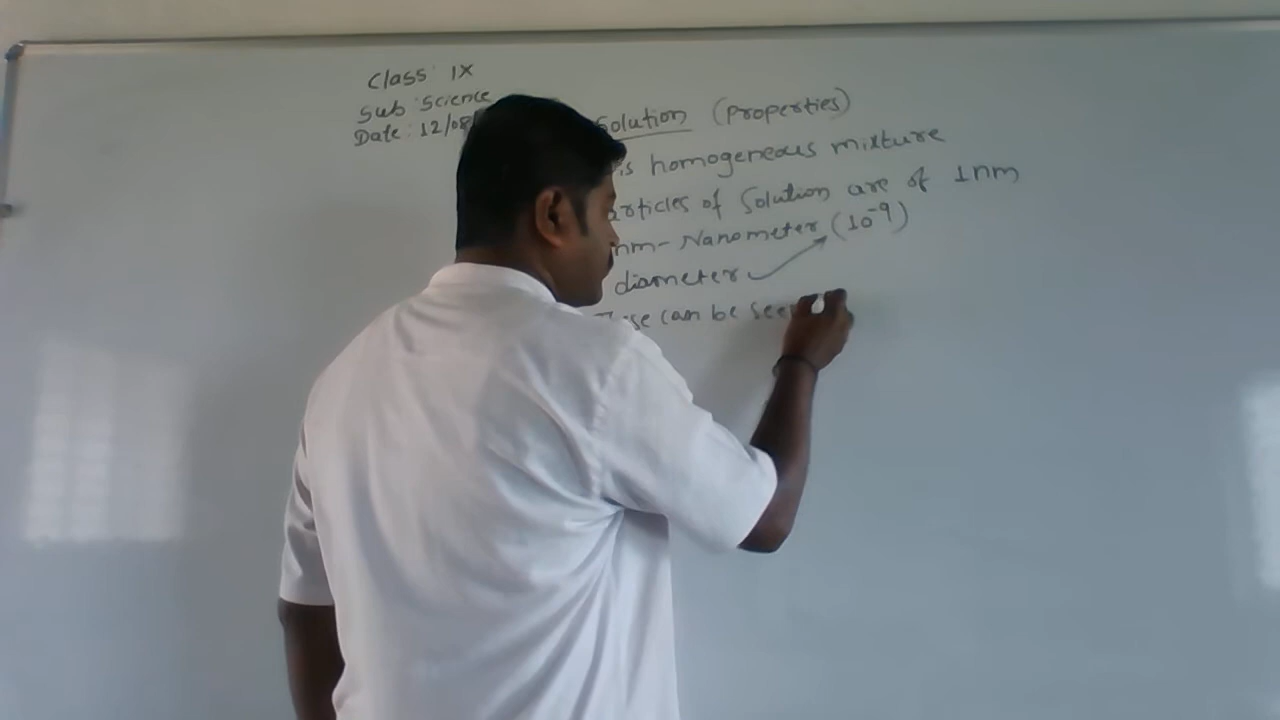 Class: IX
Sub: Science
Date: 12/08
Solution (Properties)
is homogeneous mixture
articles of Solution are of 1nm
nm - Nanometer (10⁻⁹)
diameter
can be see